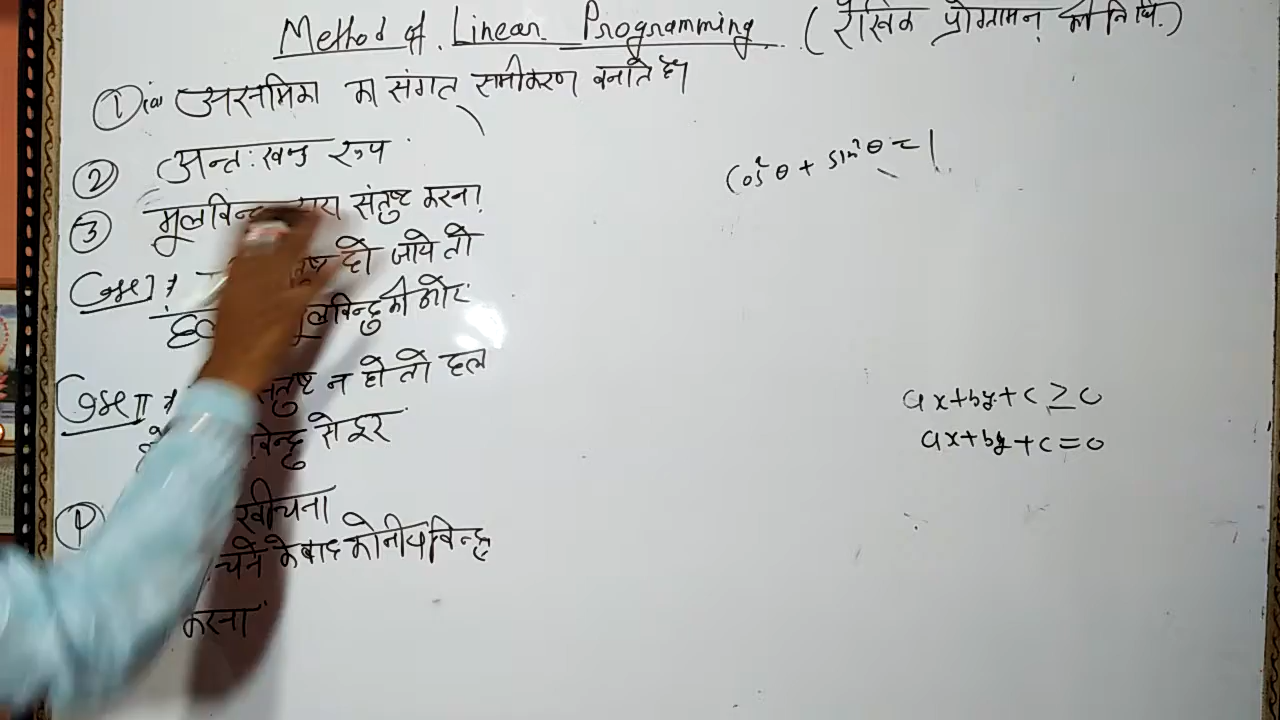 Method of Linear Programming (रैखिक प्रोग्रामन की विधि)
① (a) असमिका का संगत समीकरण बनाते है।
② अन्तः खण्ड रूप
cos²θ + sin²θ = 1
③ मूलबिन्दु द्वारा संतुष्ट करना
Case I हो जाये तो
मूलबिन्दु की ओर
Case II संतुष्ट न हो तो हल
बिन्दु से दूर
ax+by+c ≥ 0
ax+by+c = 0
खीचना
के बाद कोनीय बिन्दु
करना